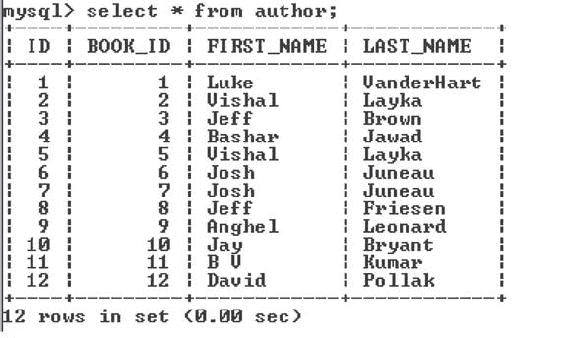 mysql> select * from author;
+----+---------+------------+------------+
| ID | BOOK_ID | FIRST_NAME | LAST_NAME  |
+----+---------+------------+------------+
|  1 |       1 | Luke       | VanderHart |
|  2 |       2 | Vishal     | Layka      |
|  3 |       3 | Jeff       | Brown      |
|  4 |       4 | Bashar     | Jawad      |
|  5 |       5 | Vishal     | Layka      |
|  6 |       6 | Josh       | Juneau     |
|  7 |       7 | Josh       | Juneau     |
|  8 |       8 | Jeff       | Friesen    |
|  9 |       9 | Anghel     | Leonard    |
| 10 |      10 | Jay        | Bryant     |
| 11 |      11 | B V        | Kumar      |
| 12 |      12 | David      | Pollak     |
+----+---------+------------+------------+
12 rows in set (0.00 sec)